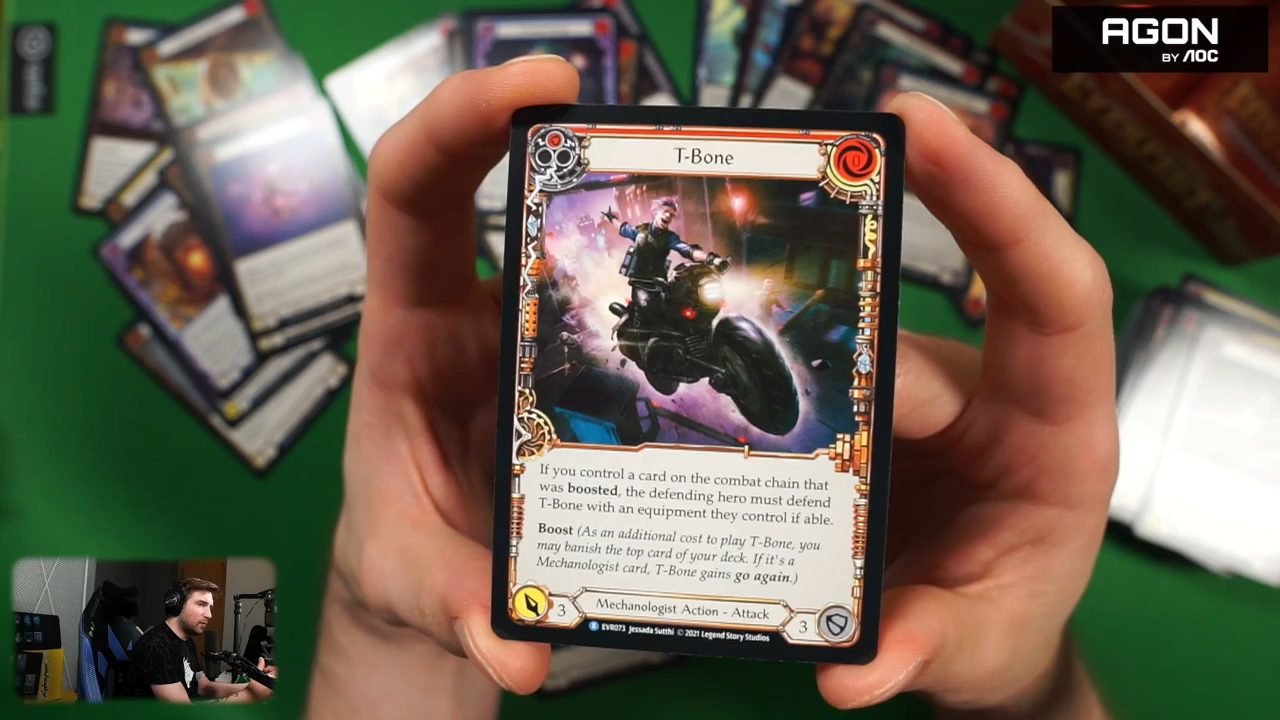 AGON
BY AOC
T-Bone
0
If you control a card on the combat chain that
was boosted, the defending hero must defend
T-Bone with an equipment they control if able.
Boost (As an additional cost to play T-Bone, you
may banish the top card of your deck. If it's a
Mechanologist card, T-Bone gains go again.)
3
Mechanologist Action - Attack
3
R EVR073 Jessada Sutthi © 2021 Legend Story Studios